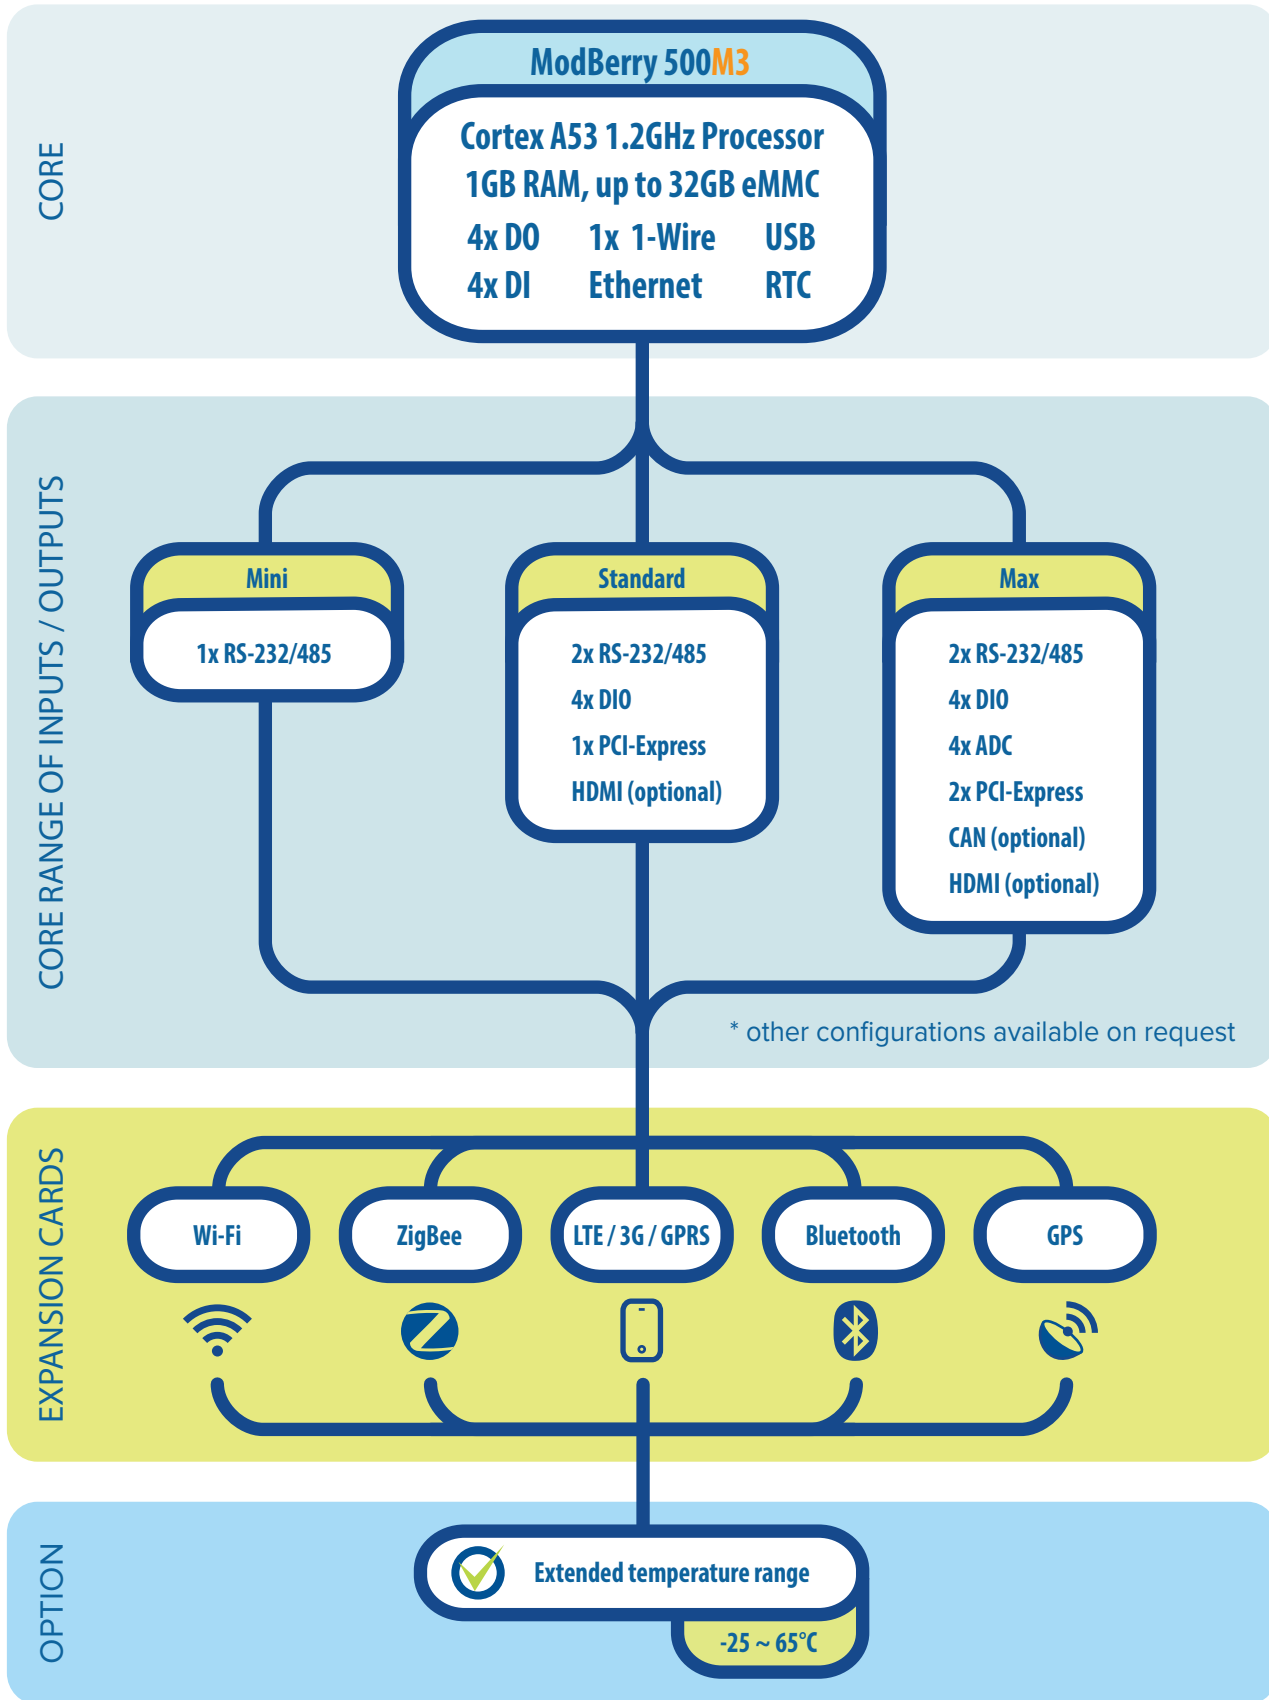 CORE
ModBerry 500M3
Cortex A53 1.2GHz Processor
1GB RAM, up to 32GB eMMC
4x DO 1x 1-Wire USB
4x DI Ethernet RTC
CORE RANGE OF INPUTS / OUTPUTS
Mini
1x RS-232/485
Standard
2x RS-232/485
4x DIO
1x PCI-Express
HDMI (optional)
Max
2x RS-232/485
4x DIO
4x ADC
2x PCI-Express
CAN (optional)
HDMI (optional)
* other configurations available on request
EXPANSION CARDS
Wi-Fi
ZigBee
LTE / 3G / GPRS
Bluetooth
GPS
OPTION
Extended temperature range
-25 ~ 65°C